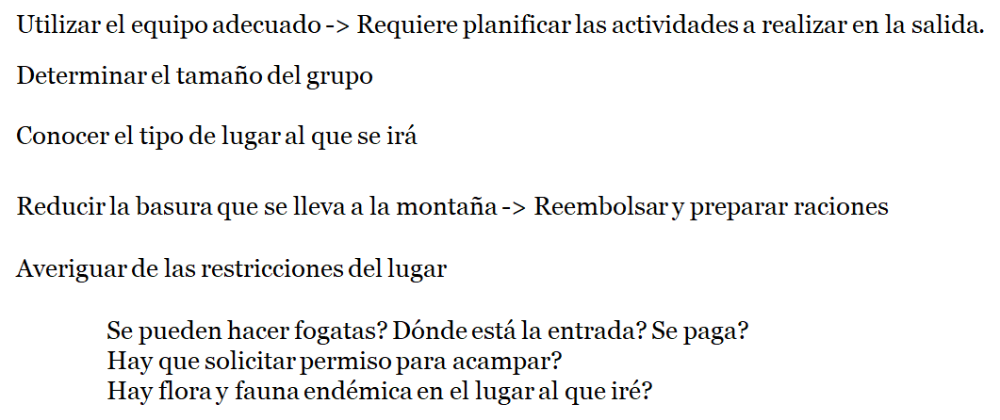 Utilizar el equipo adecuado -> Requiere planificar las actividades a realizar en la salida.
Determinar el tamaño del grupo
Conocer el tipo de lugar al que se irá
Reducir la basura que se lleva a la montaña -> Reembolsar y preparar raciones
Averiguar de las restricciones del lugar
Se pueden hacer fogatas? Dónde está la entrada? Se paga?
Hay que solicitar permiso para acampar?
Hay flora y fauna endémica en el lugar al que iré?